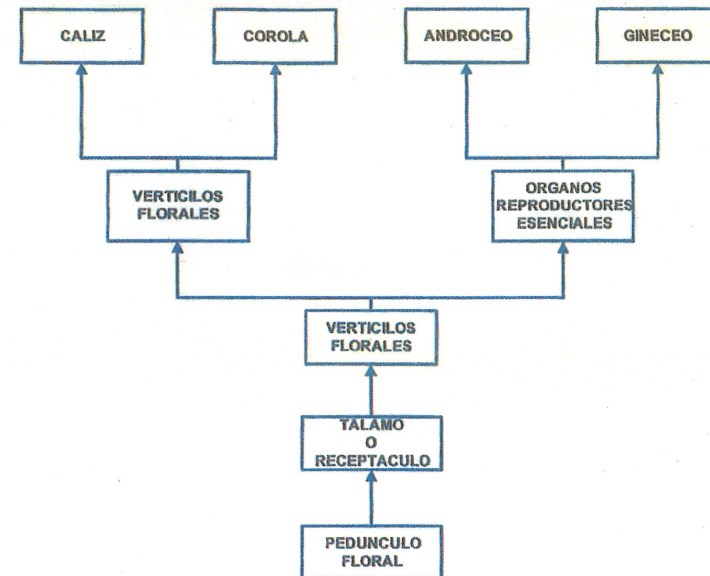 CALIZ
COROLA
ANDROCEO
GINECEO
VERTICILOS
FLORALES
ORGANOS
REPRODUCTORES
ESENCIALES
VERTICILOS
FLORALES
TALAMO
O
RECEPTACULO
PEDUNCULO
FLORAL